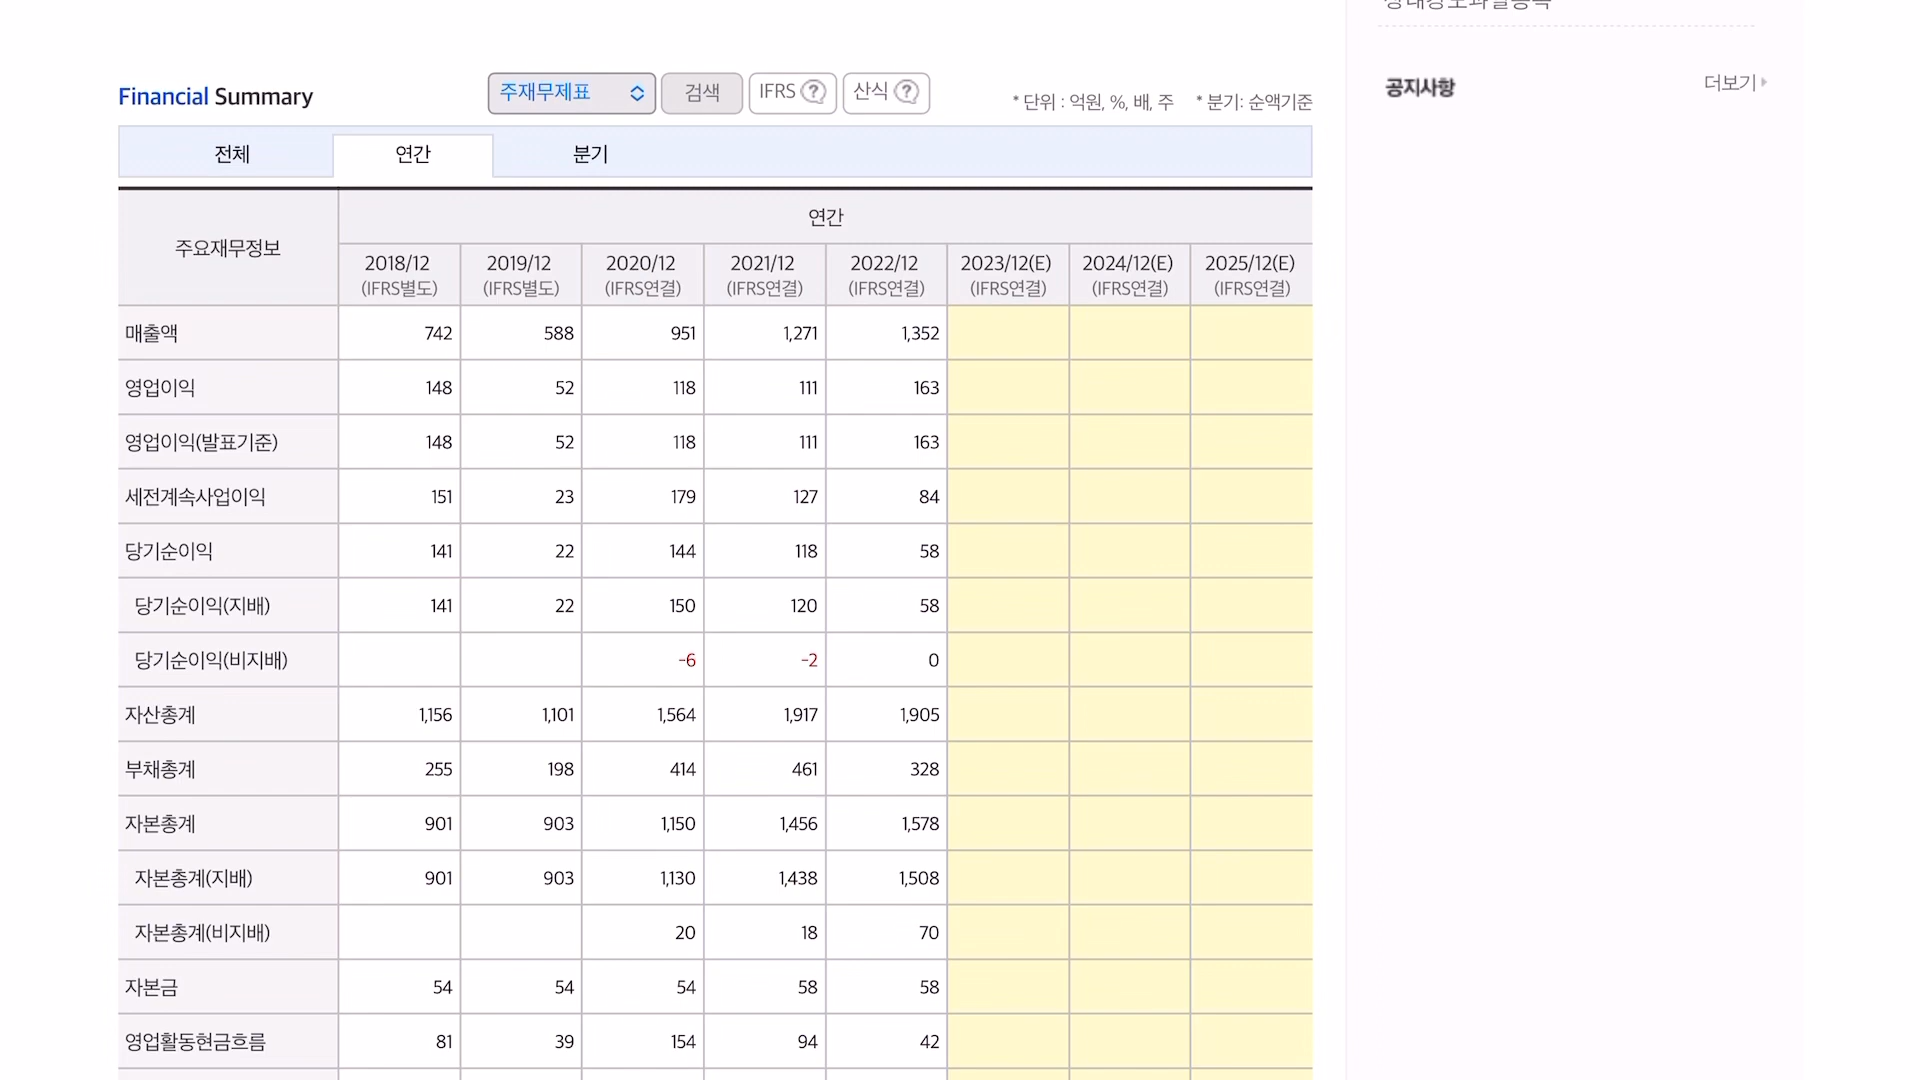 Financial Summary
주재무제표
검색
IFRS ?
산식 ?
* 단위 : 억원, %, 배, 주 * 분기: 순액기준
전체 연간 분기
주요재무정보 연간
2018/12 2019/12 2020/12 2021/12 2022/12 2023/12(E) 2024/12(E) 2025/12(E)
(IFRS별도) (IFRS별도) (IFRS연결) (IFRS연결) (IFRS연결) (IFRS연결) (IFRS연결) (IFRS연결)
매출액 742 588 951 1,271 1,352
영업이익 148 52 118 111 163
영업이익(발표기준) 148 52 118 111 163
세전계속사업이익 151 23 179 127 84
당기순이익 141 22 144 118 58
당기순이익(지배) 141 22 150 120 58
당기순이익(비지배) -6 -2 0
자산총계 1,156 1,101 1,564 1,917 1,905
부채총계 255 198 414 461 328
자본총계 901 903 1,150 1,456 1,578
자본총계(지배) 901 903 1,130 1,438 1,508
자본총계(비지배) 20 18 70
자본금 54 54 54 58 58
영업활동현금흐름 81 39 154 94 42
공지사항 더보기